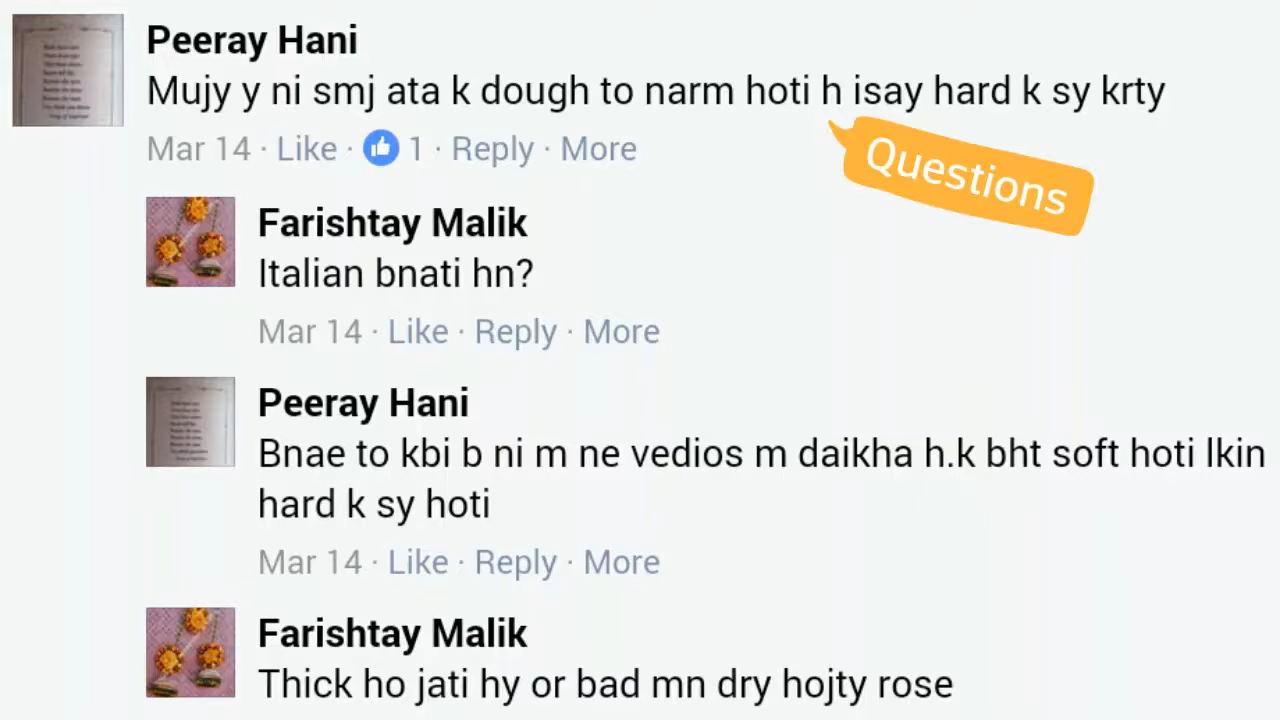 Peeray Hani
Mujy y ni smj ata k dough to narm hoti h isay hard k sy krty
Mar 14 · Like · 1 · Reply · More
Questions
Farishtay Malik
Italian bnati hn?
Mar 14 · Like · Reply · More
Peeray Hani
Bnae to kbi b ni m ne vedios m daikha h.k bht soft hoti lkin
hard k sy hoti
Mar 14 · Like · Reply · More
Farishtay Malik
Thick ho jati hy or bad mn dry hojty rose